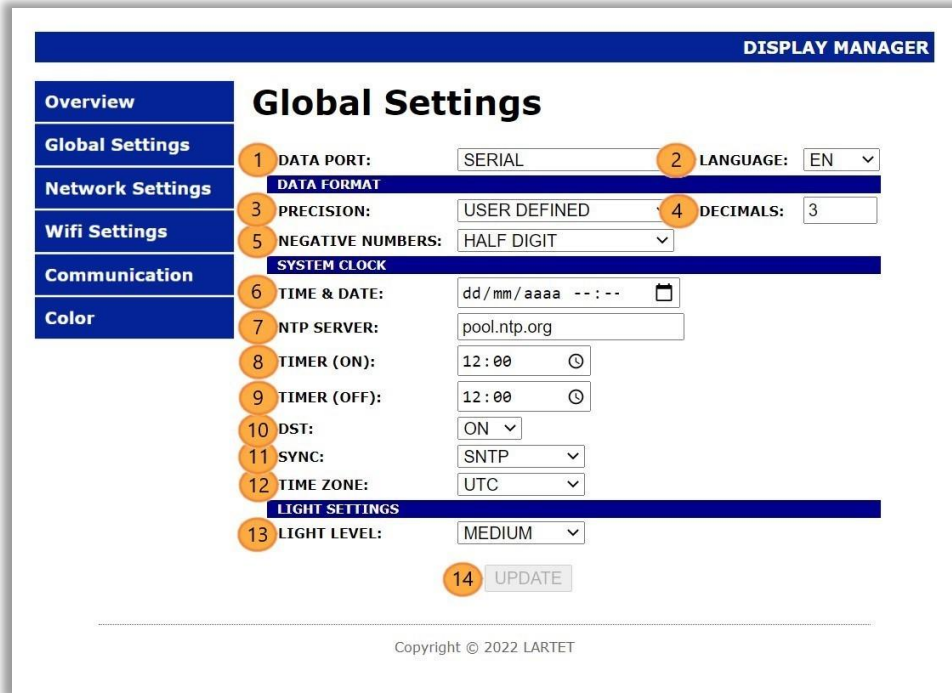 DISPLAY MANAGER
Overview
Global Settings
Network Settings
Wifi Settings
Communication
Color
Global Settings
1 DATA PORT: SERIAL 2 LANGUAGE: EN
DATA FORMAT
3 PRECISION: USER DEFINED 4 DECIMALS: 3
5 NEGATIVE NUMBERS: HALF DIGIT
SYSTEM CLOCK
6 TIME & DATE: dd/mm/aaaa --:--
7 NTP SERVER: pool.ntp.org
8 TIMER (ON): 12:00
9 TIMER (OFF): 12:00
10 DST: ON
11 SYNC: SNTP
12 TIME ZONE: UTC
LIGHT SETTINGS
13 LIGHT LEVEL: MEDIUM
14 UPDATE
Copyright © 2022 LARTET